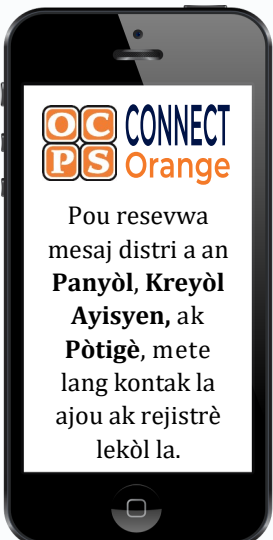 OC CONNECT
PS Orange
Pou resevwa
mesaj distri a an
Panyòl, Kreyòl
Ayisyen, ak
Pòtigè, mete
lang kontak la
ajou ak rejistrè
lekòl la.